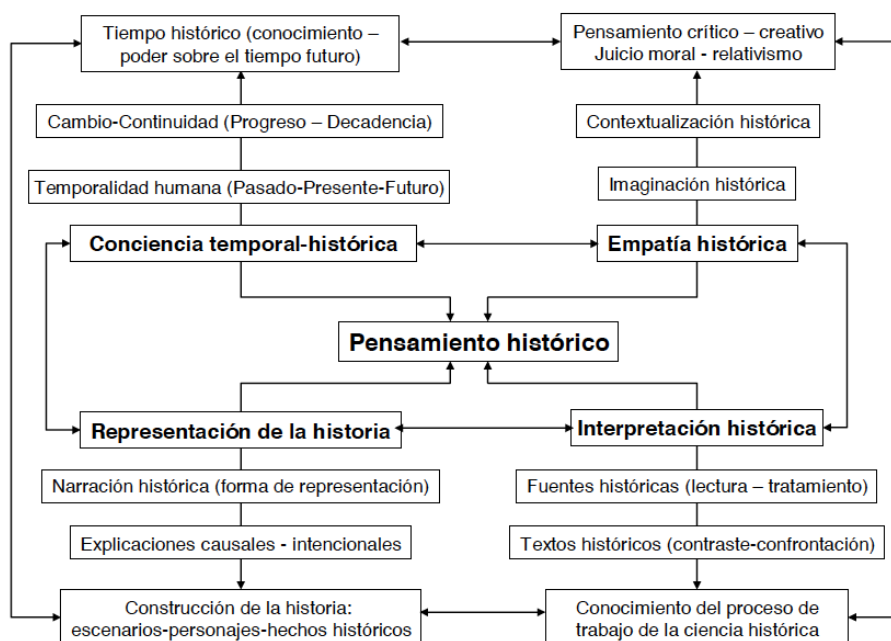 Tiempo histórico (conocimiento –
poder sobre el tiempo futuro)
Pensamiento crítico – creativo
Juicio moral - relativismo
Cambio-Continuidad (Progreso – Decadencia)
Contextualización histórica
Temporalidad humana (Pasado-Presente-Futuro)
Imaginación histórica
Conciencia temporal-histórica
Empatía histórica
Pensamiento histórico
Representación de la historia
Interpretación histórica
Narración histórica (forma de representación)
Fuentes históricas (lectura – tratamiento)
Explicaciones causales - intencionales
Textos históricos (contraste-confrontación)
Construcción de la historia:
escenarios-personajes-hechos históricos
Conocimiento del proceso de
trabajo de la ciencia histórica